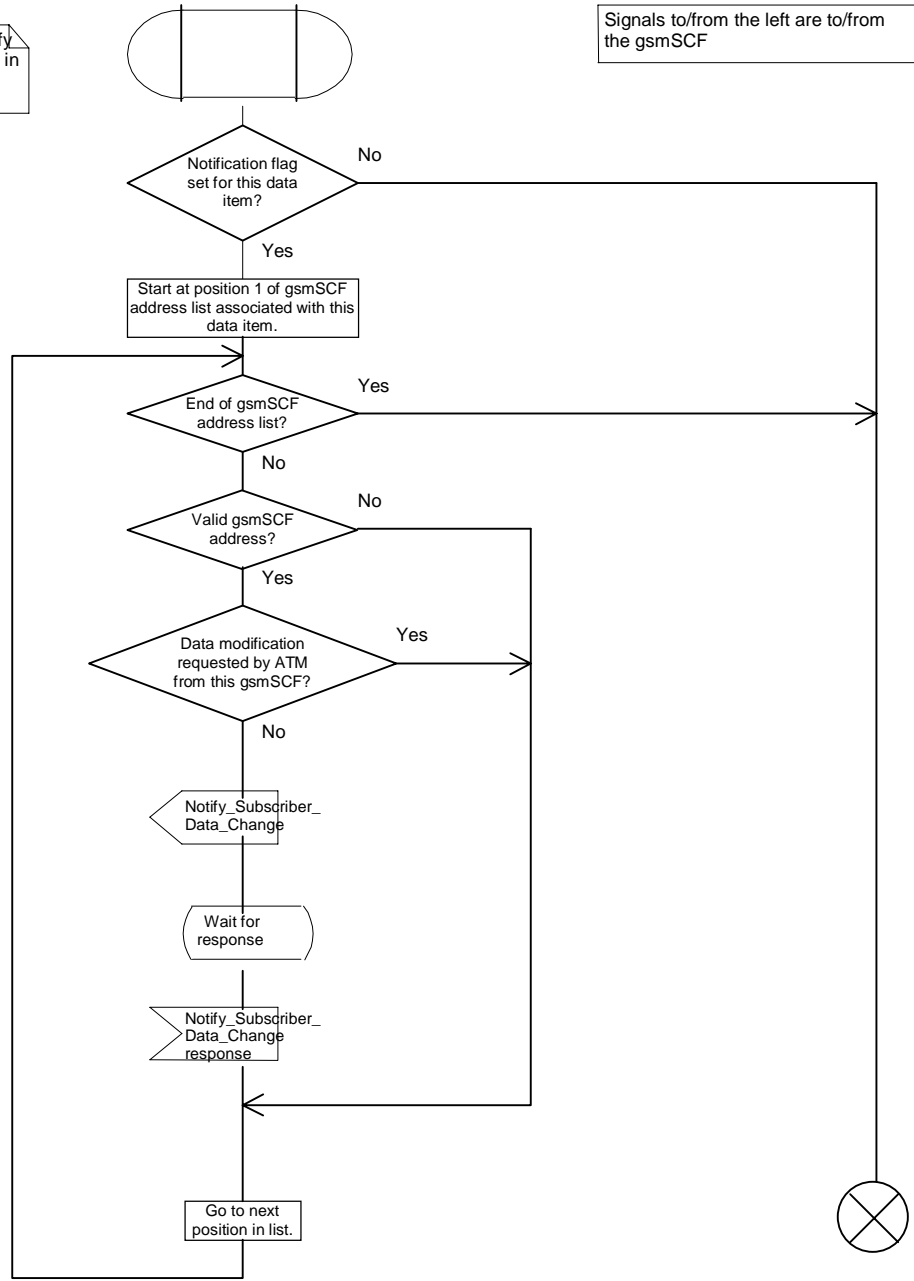 in
Signals to/from the left are to/from
the gsmSCF
Notification flag
set for this data
item?
No
Yes
Start at position 1 of gsmSCF
address list associated with this
data item.
End of gsmSCF
address list?
Yes
No
Valid gsmSCF
address?
No
Yes
Data modification
requested by ATM
from this gsmSCF?
Yes
No
Notify_Subscriber_
Data_Change
Wait for
response
Notify_Subscriber_
Data_Change
response
Go to next
position in list.